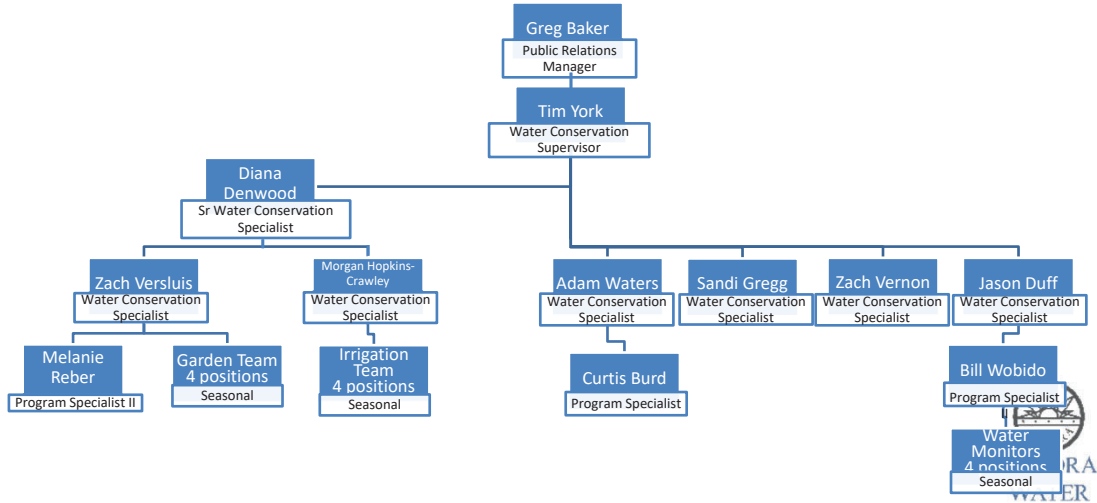 Greg Baker
Public Relations
Manager
Tim York
Water Conservation
Supervisor
Diana
Denwood
Sr Water Conservation
Specialist
Zach Versluis
Water Conservation
Specialist
Morgan Hopkins-
Crawley
Water Conservation
Specialist
Adam Waters
Water Conservation
Specialist
Sandi Gregg
Water Conservation
Specialist
Zach Vernon
Water Conservation
Specialist
Jason Duff
Water Conservation
Specialist
Melanie
Reber
Program Specialist II
Garden Team
4 positions
Seasonal
Irrigation
Team
4 positions
Seasonal
Curtis Burd
Program Specialist
Bill Wobido
Program Specialist
Water
Monitors
4 positions
Seasonal
RA
WATER